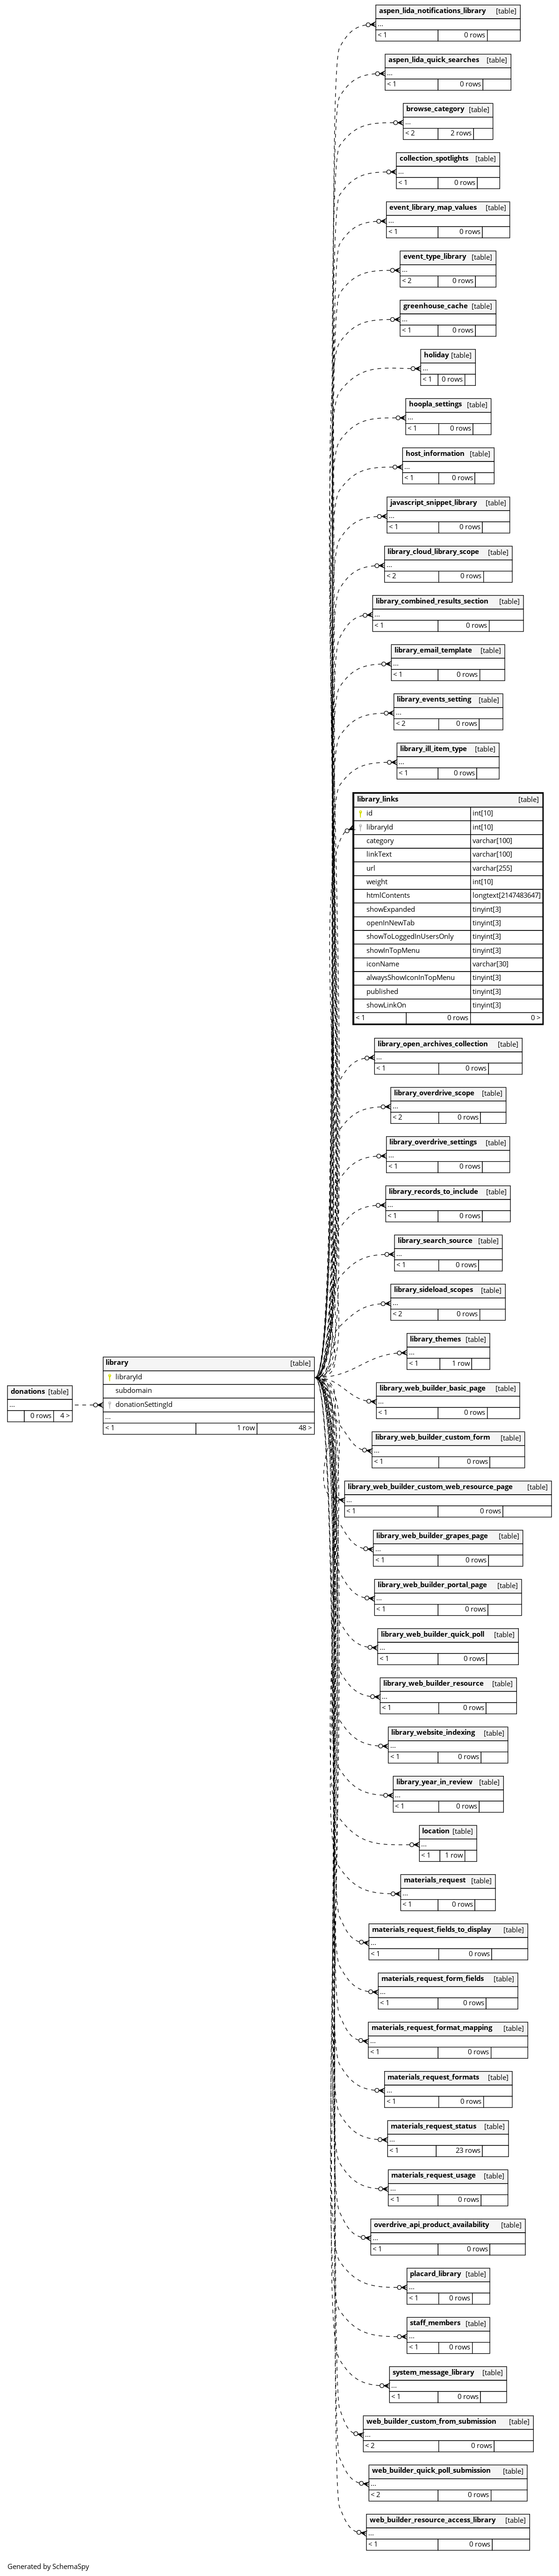 aspen_lida_notifications_library [table]
...
< 1 0 rows
aspen_lida_quick_searches [table]
...
< 1 0 rows
browse_category [table]
...
< 2 2 rows
collection_spotlights [table]
...
< 1 0 rows
event_library_map_values [table]
...
< 1 0 rows
event_type_library [table]
...
< 2 0 rows
greenhouse_cache [table]
...
< 1 0 rows
holiday [table]
...
< 1 0 rows
hoopla_settings [table]
...
< 1 0 rows
host_information [table]
...
< 1 0 rows
javascript_snippet_library [table]
...
< 1 0 rows
library_cloud_library_scope [table]
...
< 2 0 rows
library_combined_results_section [table]
...
< 1 0 rows
library_email_template [table]
...
< 1 0 rows
library_events_setting [table]
...
< 2 0 rows
library_ill_item_type [table]
...
< 1 0 rows
library_links [table]
id int[10]
libraryId int[10]
category varchar[100]
linkText varchar[100]
url varchar[255]
weight int[10]
htmlContents longtext[2147483647]
showExpanded tinyint[3]
openInNewTab tinyint[3]
showToLoggedInUsersOnly tinyint[3]
showInTopMenu tinyint[3]
iconName varchar[30]
alwaysShowIconInTopMenu tinyint[3]
published tinyint[3]
showLinkOn tinyint[3]
< 1 0 rows 0 >
library_open_archives_collection [table]
...
< 1 0 rows
library_overdrive_scope [table]
...
< 2 0 rows
library_overdrive_settings [table]
...
< 1 0 rows
library_records_to_include [table]
...
< 1 0 rows
library_search_source [table]
...
< 1 0 rows
library_sideload_scopes [table]
...
< 2 0 rows
library_themes [table]
...
< 1 1 row
library [table]
libraryId
subdomain
donationSettingId
...
< 1 1 row 48 >
donations [table]
...
0 rows 4 >
library_web_builder_basic_page [table]
...
< 1 0 rows
library_web_builder_custom_form [table]
...
< 1 0 rows
library_web_builder_custom_web_resource_page [table]
...
< 1 0 rows
library_web_builder_grapes_page [table]
...
< 1 0 rows
library_web_builder_portal_page [table]
...
< 1 0 rows
library_web_builder_quick_poll [table]
...
< 1 0 rows
library_web_builder_resource [table]
...
< 1 0 rows
library_website_indexing [table]
...
< 1 0 rows
library_year_in_review [table]
...
< 1 0 rows
location [table]
...
< 1 1 row
materials_request [table]
...
< 1 0 rows
materials_request_fields_to_display [table]
...
< 1 0 rows
materials_request_form_fields [table]
...
< 1 0 rows
materials_request_format_mapping [table]
...
< 1 0 rows
materials_request_formats [table]
...
< 1 0 rows
materials_request_status [table]
...
< 1 23 rows
materials_request_usage [table]
...
< 1 0 rows
overdrive_api_product_availability [table]
...
< 1 0 rows
placard_library [table]
...
< 1 0 rows
staff_members [table]
...
< 1 0 rows
system_message_library [table]
...
< 1 0 rows
web_builder_custom_from_submission [table]
...
< 2 0 rows
web_builder_quick_poll_submission [table]
...
< 2 0 rows
web_builder_resource_access_library [table]
...
< 1 0 rows
Generated by SchemaSpy